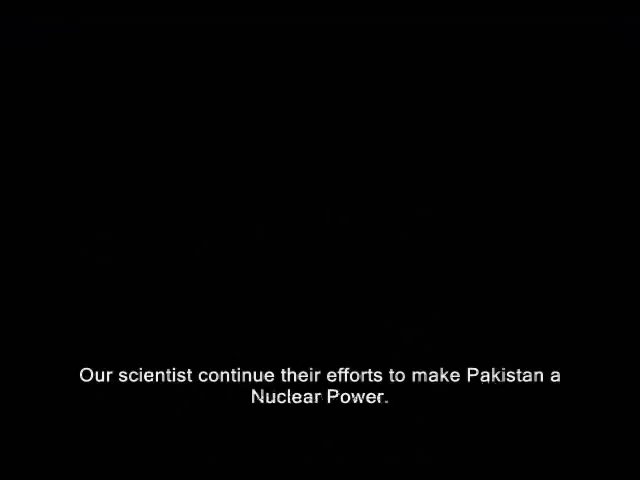 Our scientist continue their efforts to make Pakistan a
Nuclear Power.